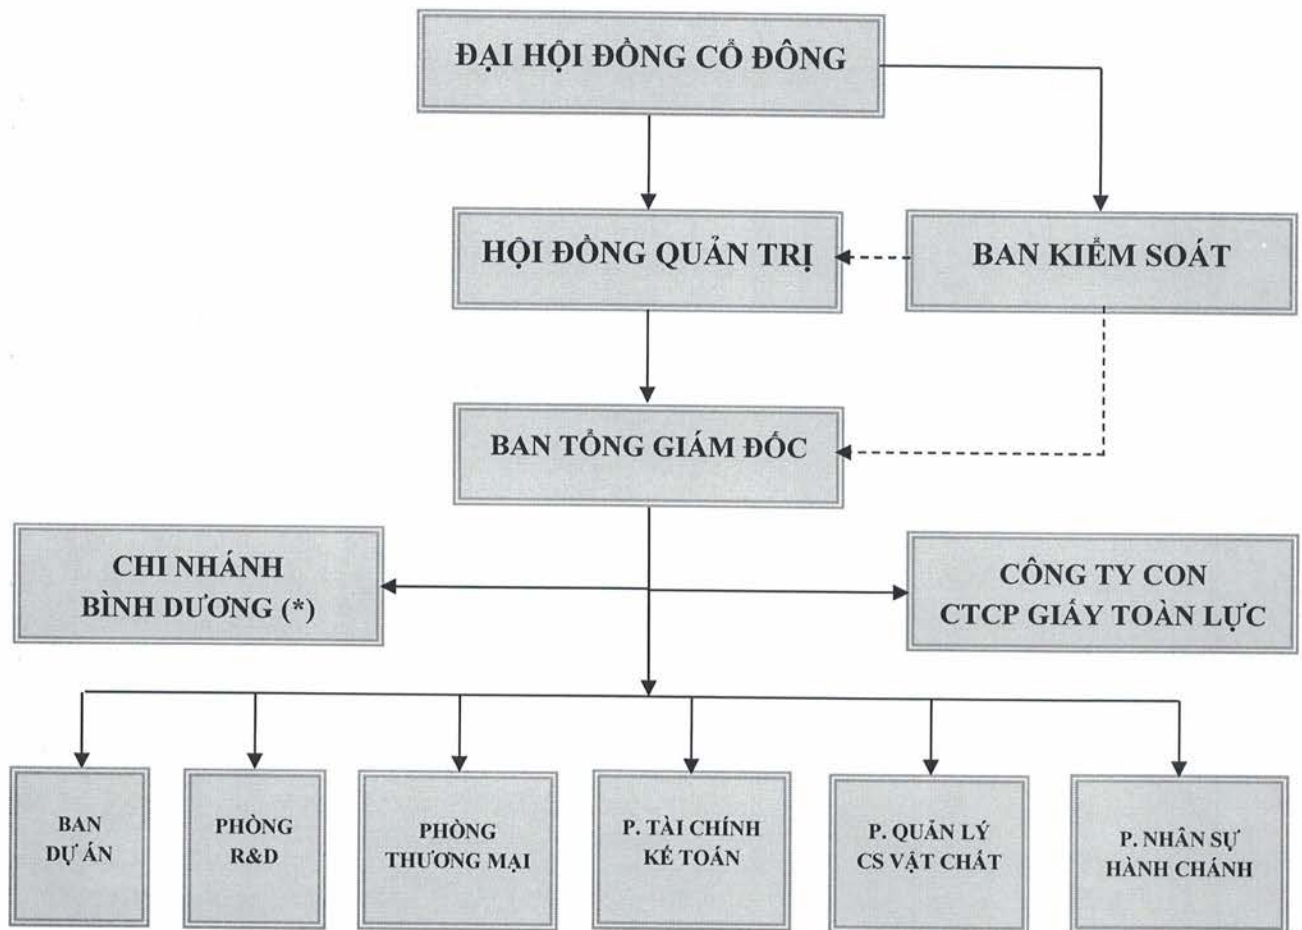 ĐẠI HỘI ĐỒNG CỔ ĐÔNG
HỘI ĐỒNG QUẢN TRỊ
BAN KIỂM SOÁT
BAN TỔNG GIÁM ĐỐC
CHI NHÁNH
BÌNH DƯƠNG (*)
CÔNG TY CON
CTCP GIẤY TOÀN LỰC
BAN
DỰ ÁN
PHÒNG
R&D
PHÒNG
THƯƠNG MẠI
P. TÀI CHÍNH
KẾ TOÁN
P. QUẢN LÝ
CS VẬT CHẤT
P. NHÂN SỰ
HÀNH CHÁNH